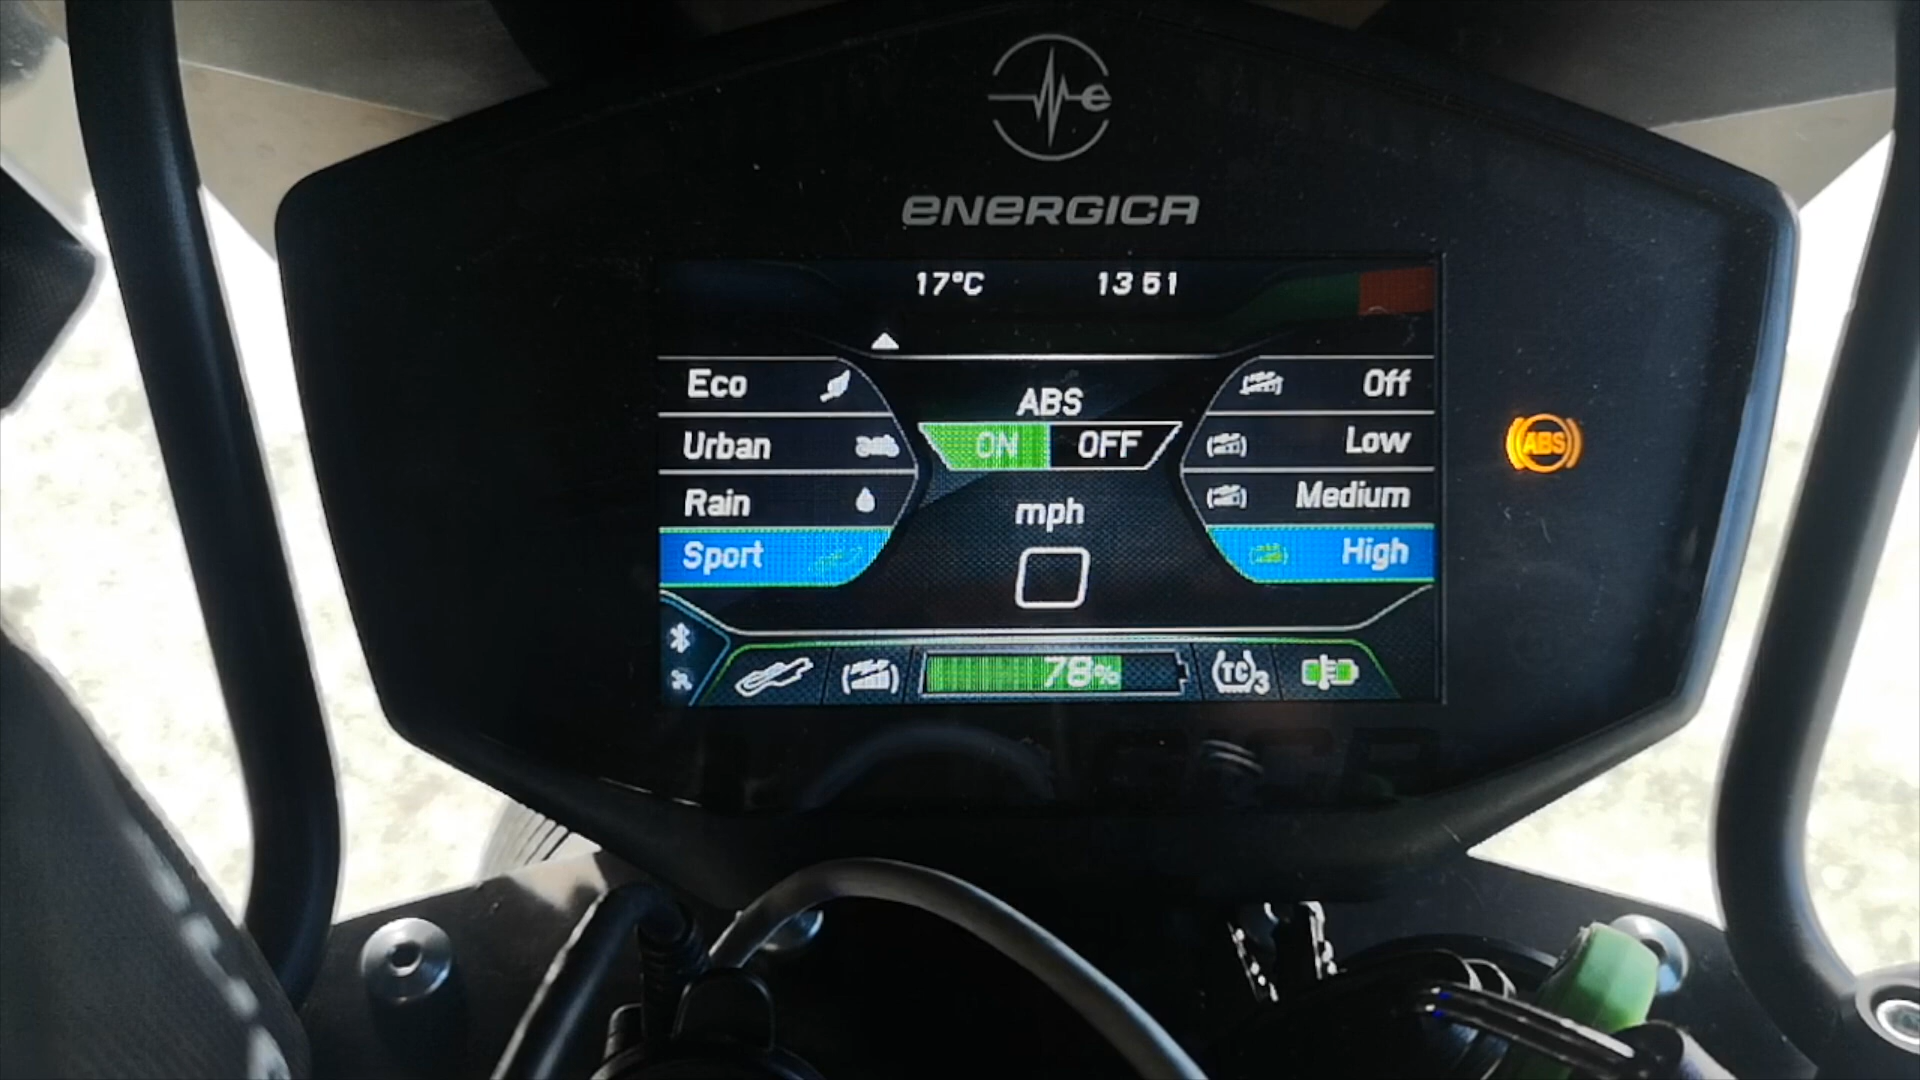 e
ENERGICA
17°C 13 51
Eco
ABS
Off
Urban
ON OFF
Low
Rain
Medium
mph
Sport
0
High
78%
TC 3
ABS